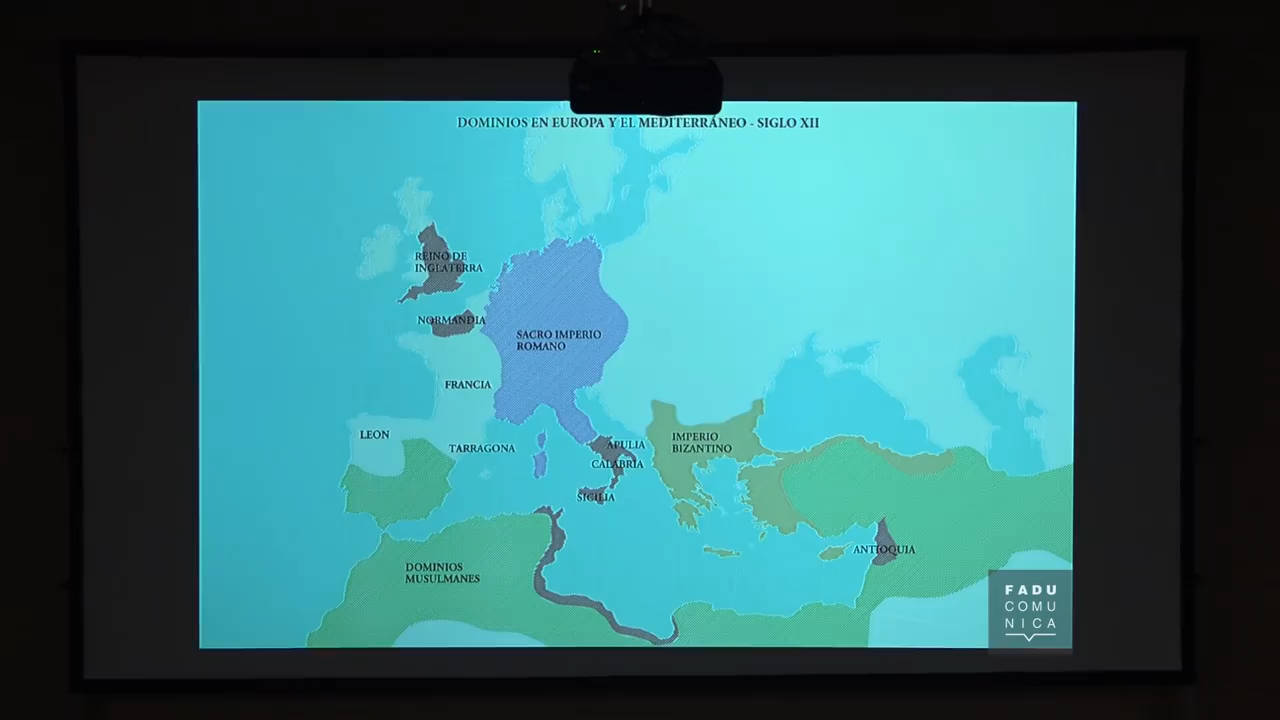 DOMINIOS EN EUROPA Y EL MEDITERRÁNEO - SIGLO XII
REINO DE
INGLATERRA
NORMANDIA
SACRO IMPERIO
ROMANO
FRANCIA
LEON
TARRAGONA
APULIA
IMPERIO
BIZANTINO
CALABRIA
SICILIA
ANTIOQUIA
DOMINIOS
MUSULMANES
FADU
COMU
NICA